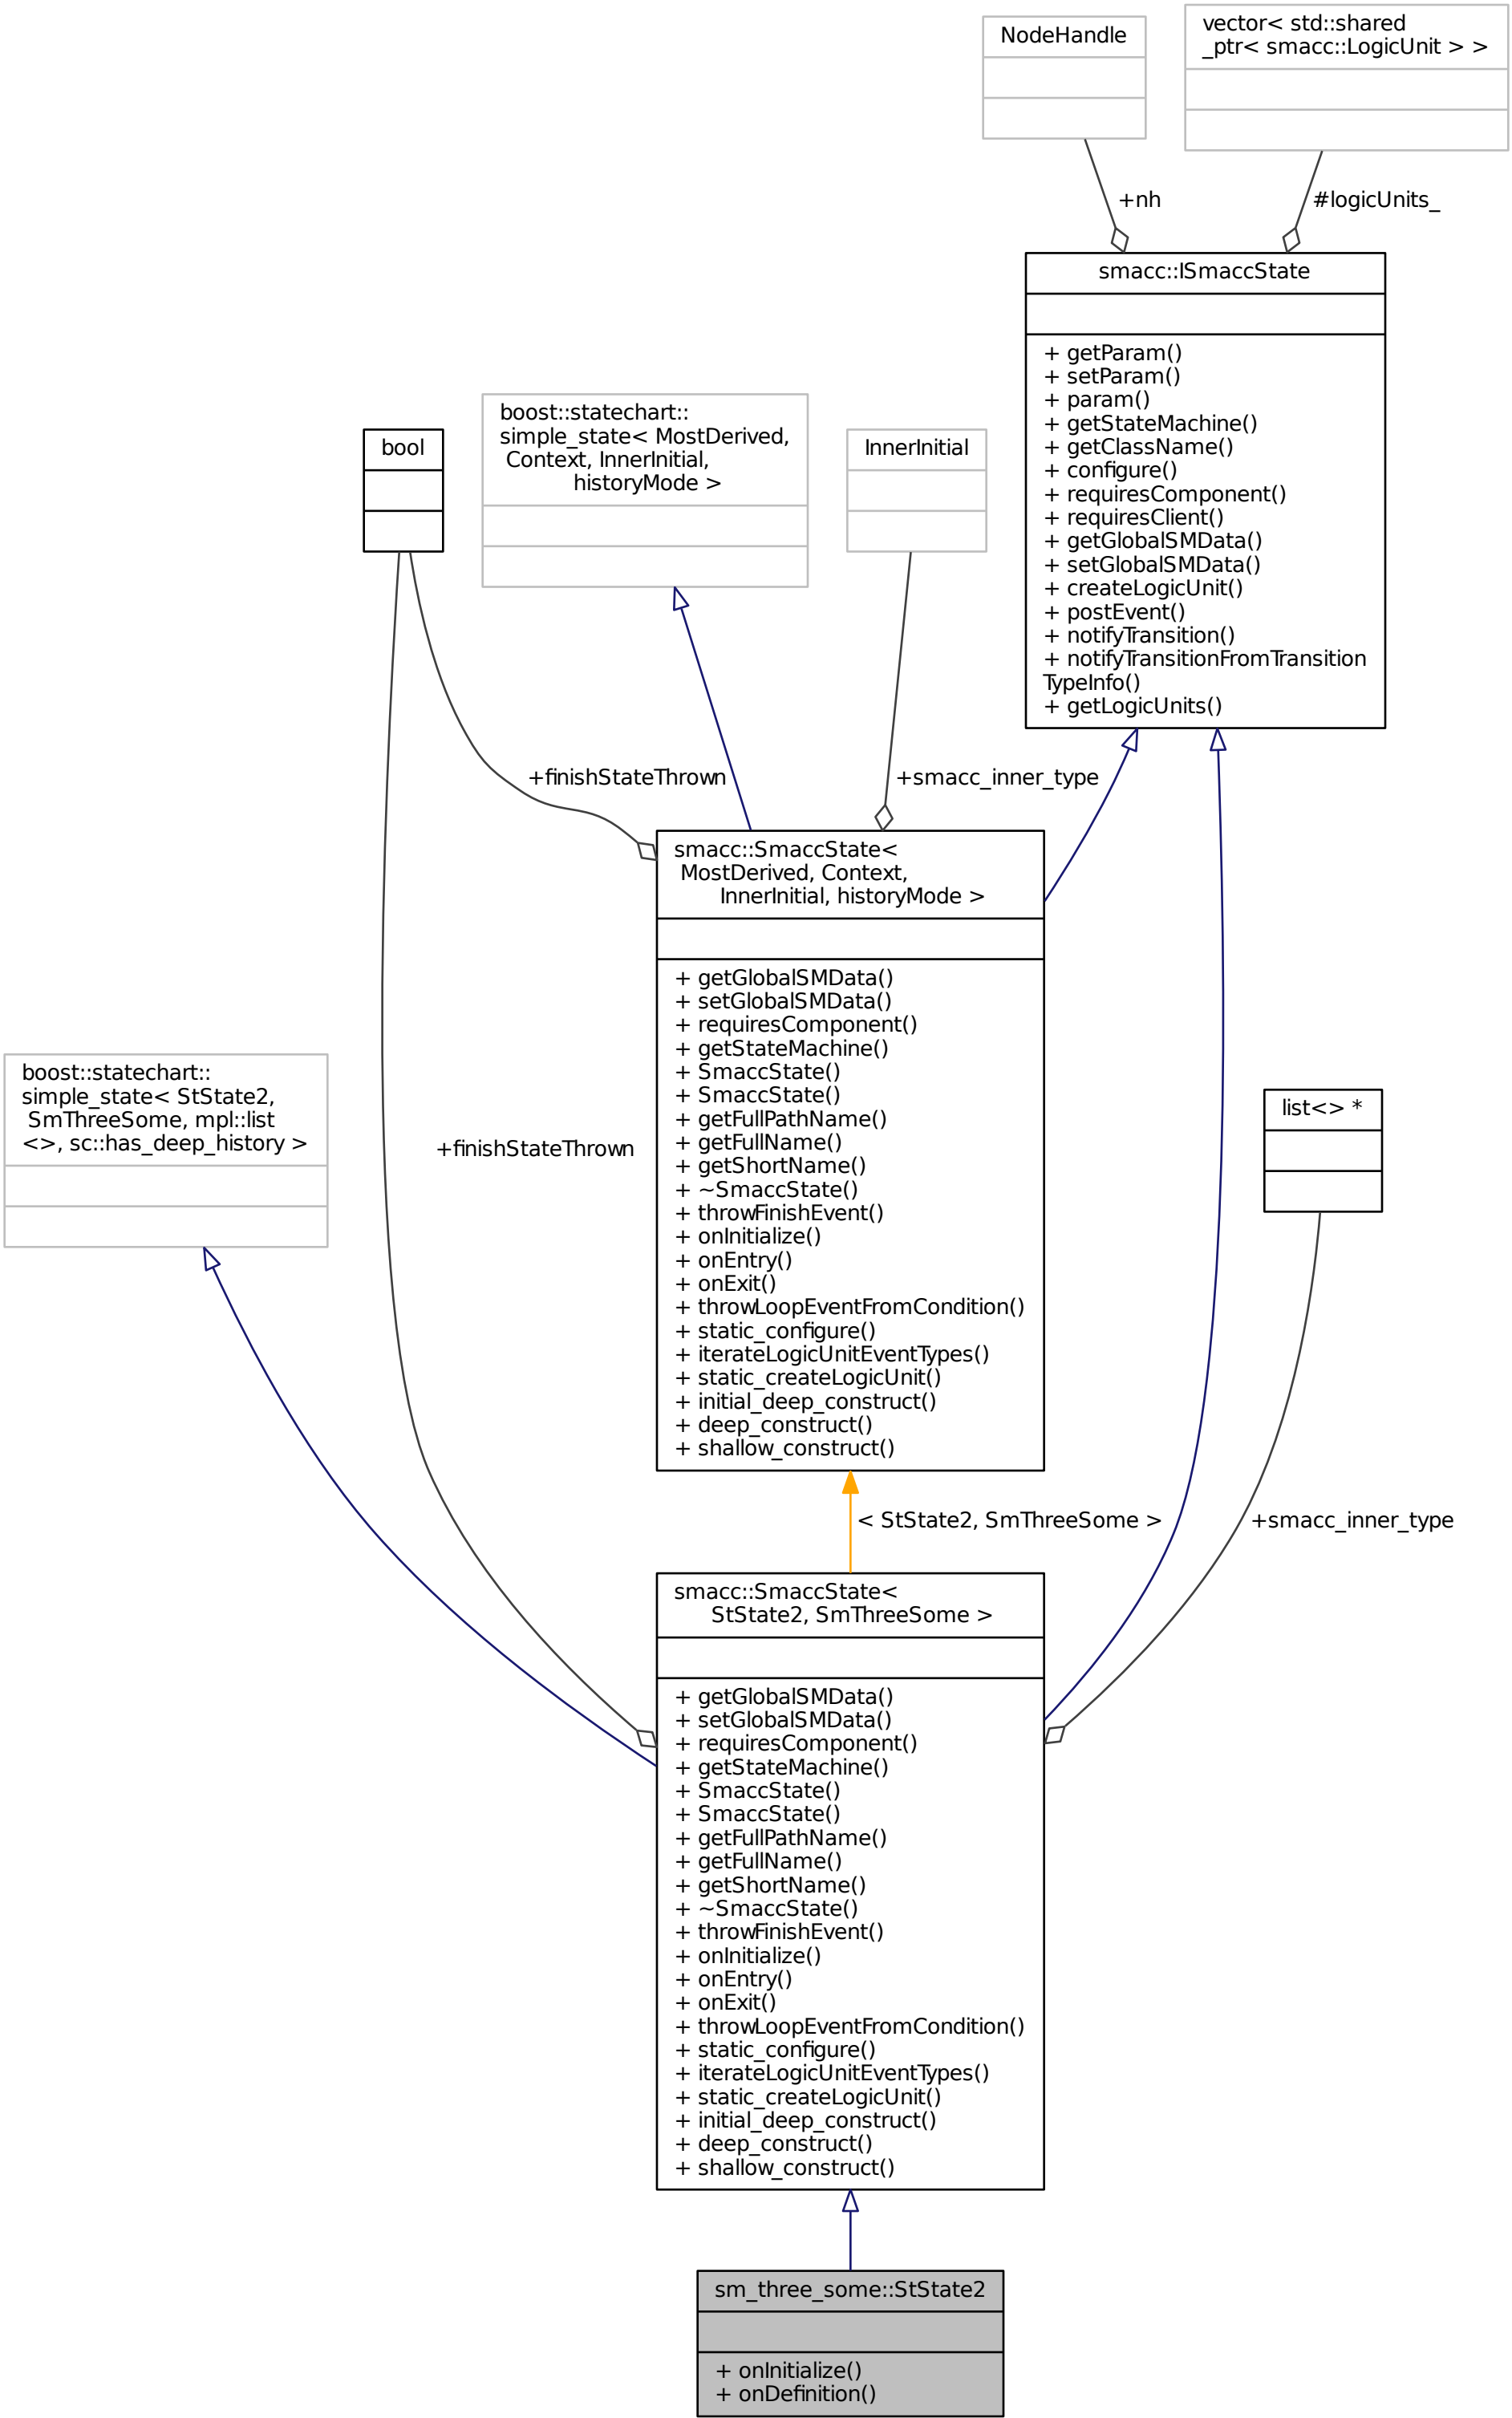 NodeHandle
vector< std::shared
_ptr< smacc::LogicUnit > >
+nh
#logicUnits_
smacc::ISmaccState
+ getParam()
+ setParam()
+ param()
+ getStateMachine()
+ getClassName()
+ configure()
+ requiresComponent()
+ requiresClient()
+ getGlobalSMData()
+ setGlobalSMData()
+ createLogicUnit()
+ postEvent()
+ notifyTransition()
+ notifyTransitionFromTransition
TypeInfo()
+ getLogicUnits()
boost::statechart::
simple_state< MostDerived,
Context, InnerInitial,
historyMode >
bool
InnerInitial
+finishStateThrown
+smacc_inner_type
smacc::SmaccState<
MostDerived, Context,
InnerInitial, historyMode >
+ getGlobalSMData()
+ setGlobalSMData()
+ requiresComponent()
+ getStateMachine()
+ SmaccState()
+ SmaccState()
+ getFullPathName()
+ getFullName()
+ getShortName()
+ ~SmaccState()
+ throwFinishEvent()
+ onInitialize()
+ onEntry()
+ onExit()
+ throwLoopEventFromCondition()
+ static_configure()
+ iterateLogicUnitEventTypes()
+ static_createLogicUnit()
+ initial_deep_construct()
+ deep_construct()
+ shallow_construct()
boost::statechart::
simple_state< StState2,
SmThreeSome, mpl::list
<>, sc::has_deep_history >
+finishStateThrown
list<> *
< StState2, SmThreeSome >
+smacc_inner_type
smacc::SmaccState<
StState2, SmThreeSome >
+ getGlobalSMData()
+ setGlobalSMData()
+ requiresComponent()
+ getStateMachine()
+ SmaccState()
+ SmaccState()
+ getFullPathName()
+ getFullName()
+ getShortName()
+ ~SmaccState()
+ throwFinishEvent()
+ onInitialize()
+ onEntry()
+ onExit()
+ throwLoopEventFromCondition()
+ static_configure()
+ iterateLogicUnitEventTypes()
+ static_createLogicUnit()
+ initial_deep_construct()
+ deep_construct()
+ shallow_construct()
sm_three_some::StState2
+ onInitialize()
+ onDefinition()